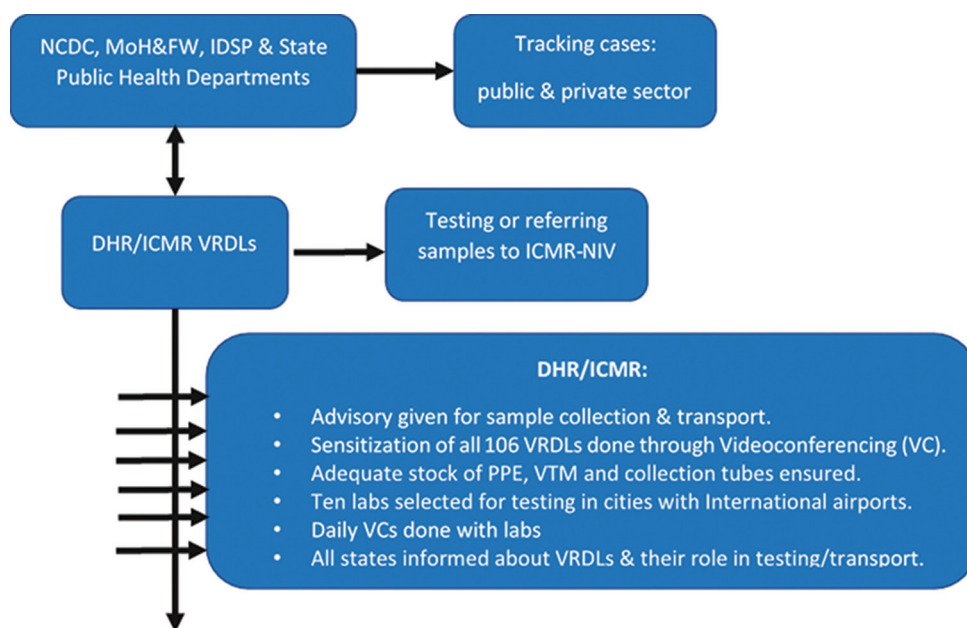 NCDC, MoH&FW, IDSP & State
Public Health Departments
Tracking cases:
public & private sector
DHR/ICMR VRDLs
Testing or referring
samples to ICMR-NIV
DHR/ICMR:
• Advisory given for sample collection & transport.
• Sensitization of all 106 VRDLs done through Videoconferencing (VC).
• Adequate stock of PPE, VTM and collection tubes ensured.
• Ten labs selected for testing in cities with International airports.
• Daily VCs done with labs
• All states informed about VRDLs & their role in testing/transport.